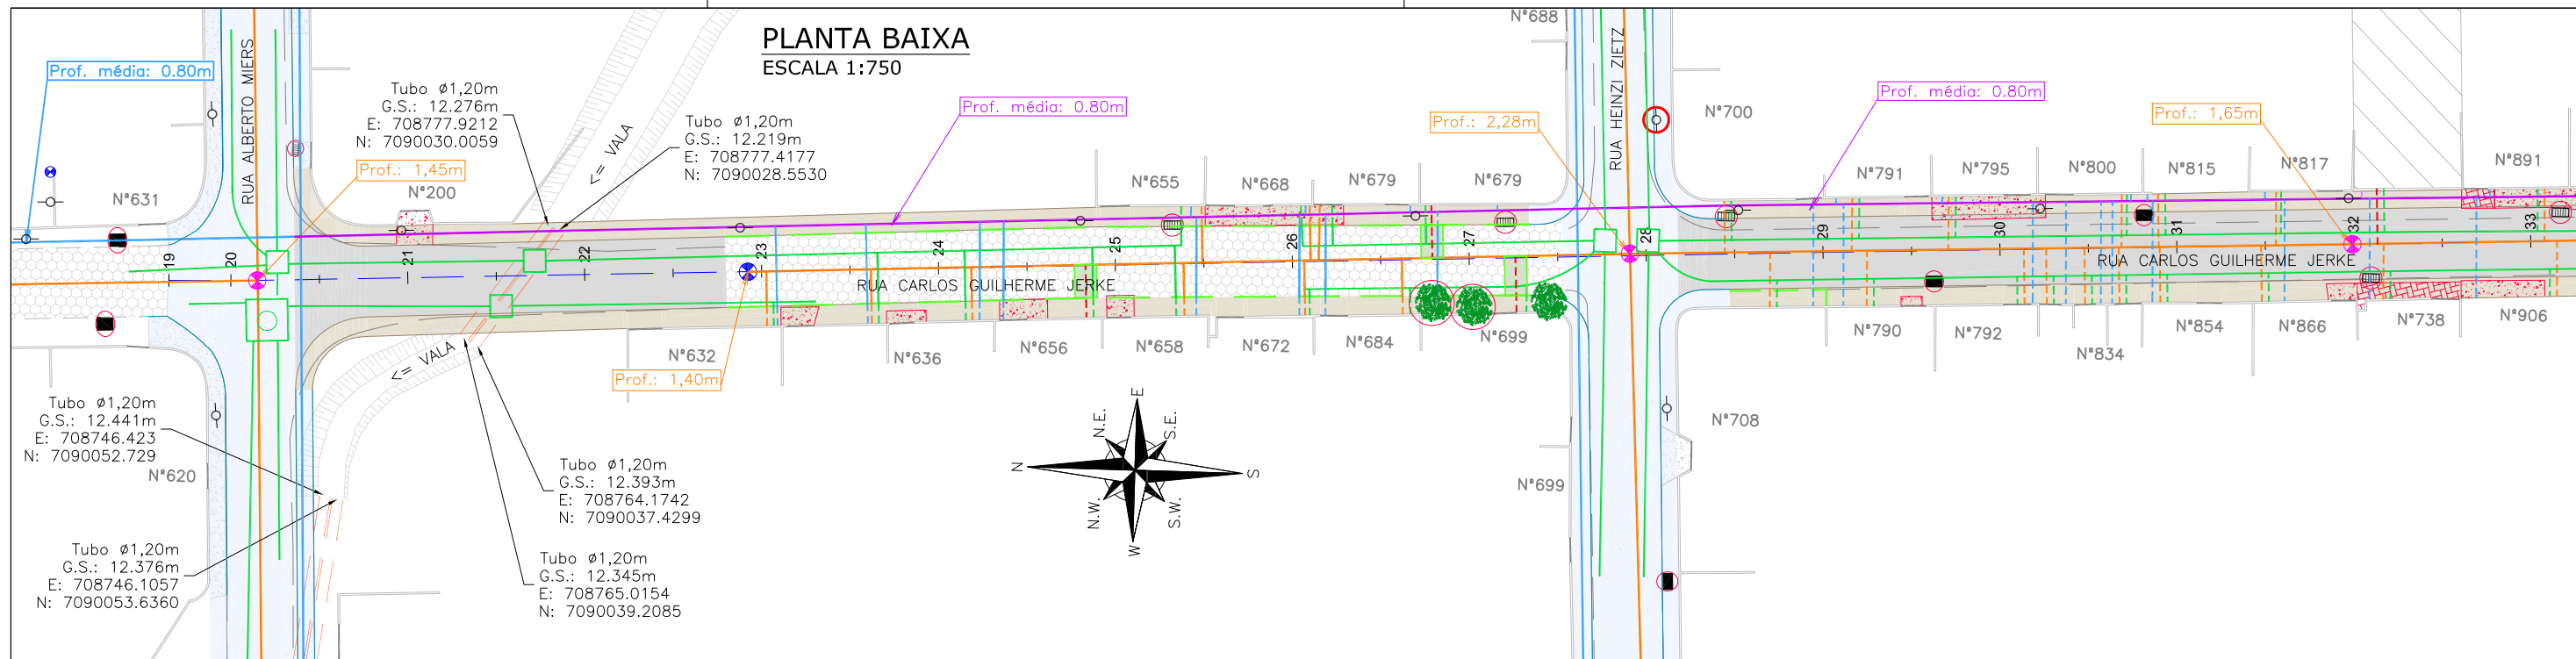 PLANTA BAIXA
ESCALA 1:750
Prof. média: 0.80m
RUA ALBERTO MIERS
Tubo ø1,20m
G.S.: 12.276m
E: 708777.9212
N: 7090030.0059
Prof.: 1,45m
N°200
N°631
<= VALA
Tubo ø1,20m
G.S.: 12.219m
E: 708777.4177
N: 7090028.5530
Prof. média: 0.80m
N°655
N°668
N°679
N°679
Prof.: 2,28m
N°688
RUA HEINZI ZIETZ
N°700
Prof. média: 0.80m
Prof.: 1,65m
N°791
N°795
N°800
N°815
N°817
N°891
19
20
21
22
23
24
25
26
27
28
29
30
31
32
33
RUA CARLOS GUILHERME JERKE
RUA CARLOS GUILHERME JERKE
<= VALA
N°632
N°636
N°656
N°658
N°672
N°684
N°699
N°790
N°792
N°834
N°854
N°866
N°738
N°906
Prof.: 1,40m
Tubo ø1,20m
G.S.: 12.441m
E: 708746.423
N: 7090052.729
N°620
Tubo ø1,20m
G.S.: 12.376m
E: 708746.1057
N: 7090053.6360
Tubo ø1,20m
G.S.: 12.393m
E: 708764.1742
N: 7090037.4299
Tubo ø1,20m
G.S.: 12.345m
E: 708765.0154
N: 7090039.2085
E
N.E.
S.E.
N
S
N.W.
S.W.
W
N°708
N°699